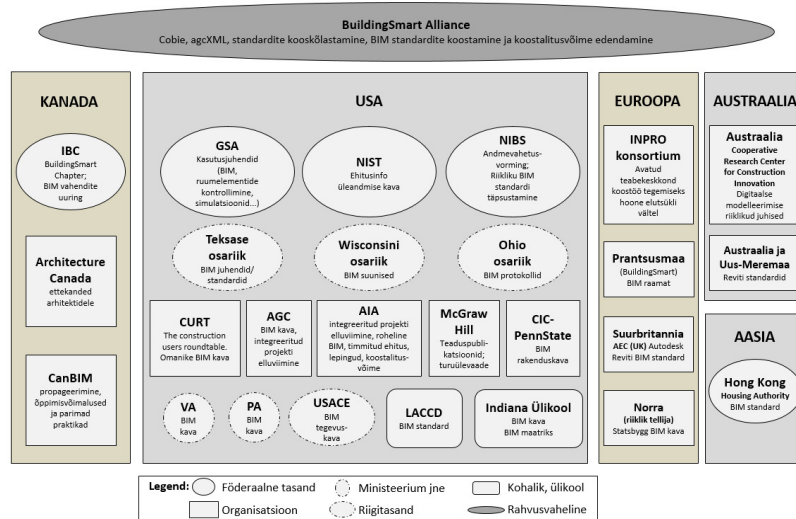 BuildingSmart Alliance
Cobie, agcXML, standardite kooskõlastamine, BIM standardite koostamine ja koostalitusvõime edendamine
KANADA
IBC
BuildingSmart
Chapter;
BIM vahendite
uuring
Architecture
Canada
ettekanded
arhitektidele
CanBIM
propageerimine,
õppimisvõimalused
ja parimad
praktikad
USA
GSA
Kasutusjuhendid
(BIM,
ruumelementide
kontrollimine,
simulatsioonid...)
NIST
Ehitusinfo
üleandmise kava
NIBS
Andmevahetus-
vorming;
Riikliku BIM
standardi
täpsustamine
Teksase
osariik
BIM juhendid/
standardid
Wisconsini
osariik
BIM suunised
Ohio
osariik
BIM protokollid
CURT
The construction
users roundtable.
Omanike BIM kava
AGC
BIM kava,
integreeritud
projekti
elluviimine
AIA
integreeritud projekti
elluviimine, roheline
BIM, timmitud ehitus,
lepingud, koostalitus-
võime
McGraw
Hill
Teaduspubli-
katsioonid;
turuülevaade
CIC-
PennState
BIM
rakenduskava
VA
BIM
kava
PA
BIM
kava
USACE
BIM
tegevus-
kava
LACCD
BIM standard
Indiana Ülikool
BIM kava
BIM maatriks
EUROOPA
INPRO
konsortium
Avatud
teabekeskkond
koostöö tegemiseks
hoone elutsükli
vältel
Prantsusmaa
(BuildingSmart)
BIM raamat
Suurbritannia
AEC (UK) Autodesk
Reviti BIM standard
Norra
(riiklik tellija)
Statsbygg BIM kava
AUSTRAALIA
Austraalia
Cooperative
Research Center
for Construction
Innovation
Digitaalse
modelleerimise
riiklikud juhised
Austraalia ja
Uus-Meremaa
Reviti standardid
AASIA
Hong Kong
Housing Authority
BIM standard
Legend: Föderaalne tasand Ministeerium jne Kohalik, ülikool
Organisatsioon Riigitasand Rahvusvaheline